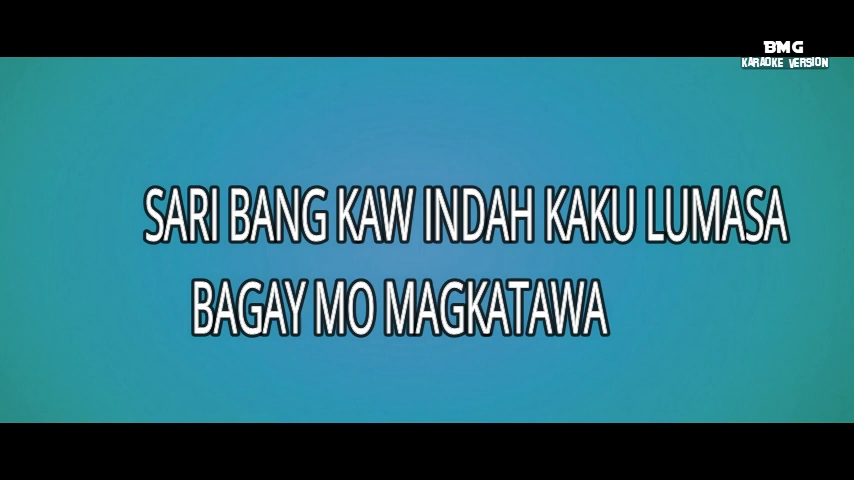 BMG
KARAOKE VERSION
SARI BANG KAW INDAH KAKU LUMASA
BAGAY MO MAGKATAWA